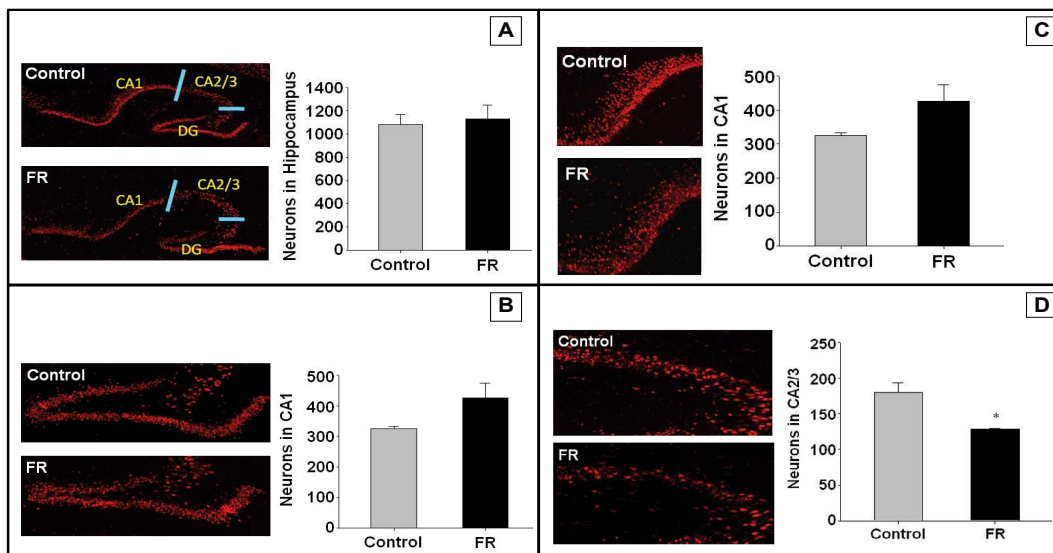 A
Control
CA1
CA2/3
DG
FR
CA1
CA2/3
DG
Neurons in Hippocampus
1400
1200
1000
800
600
400
200
0
Control FR
B
Control
FR
Neurons in CA1
500
400
300
200
100
0
Control FR
C
Control
FR
Neurons in CA1
500
400
300
200
100
0
Control FR
D
Control
FR
Neurons in CA2/3
250
200
150
100
50
0
*
Control FR